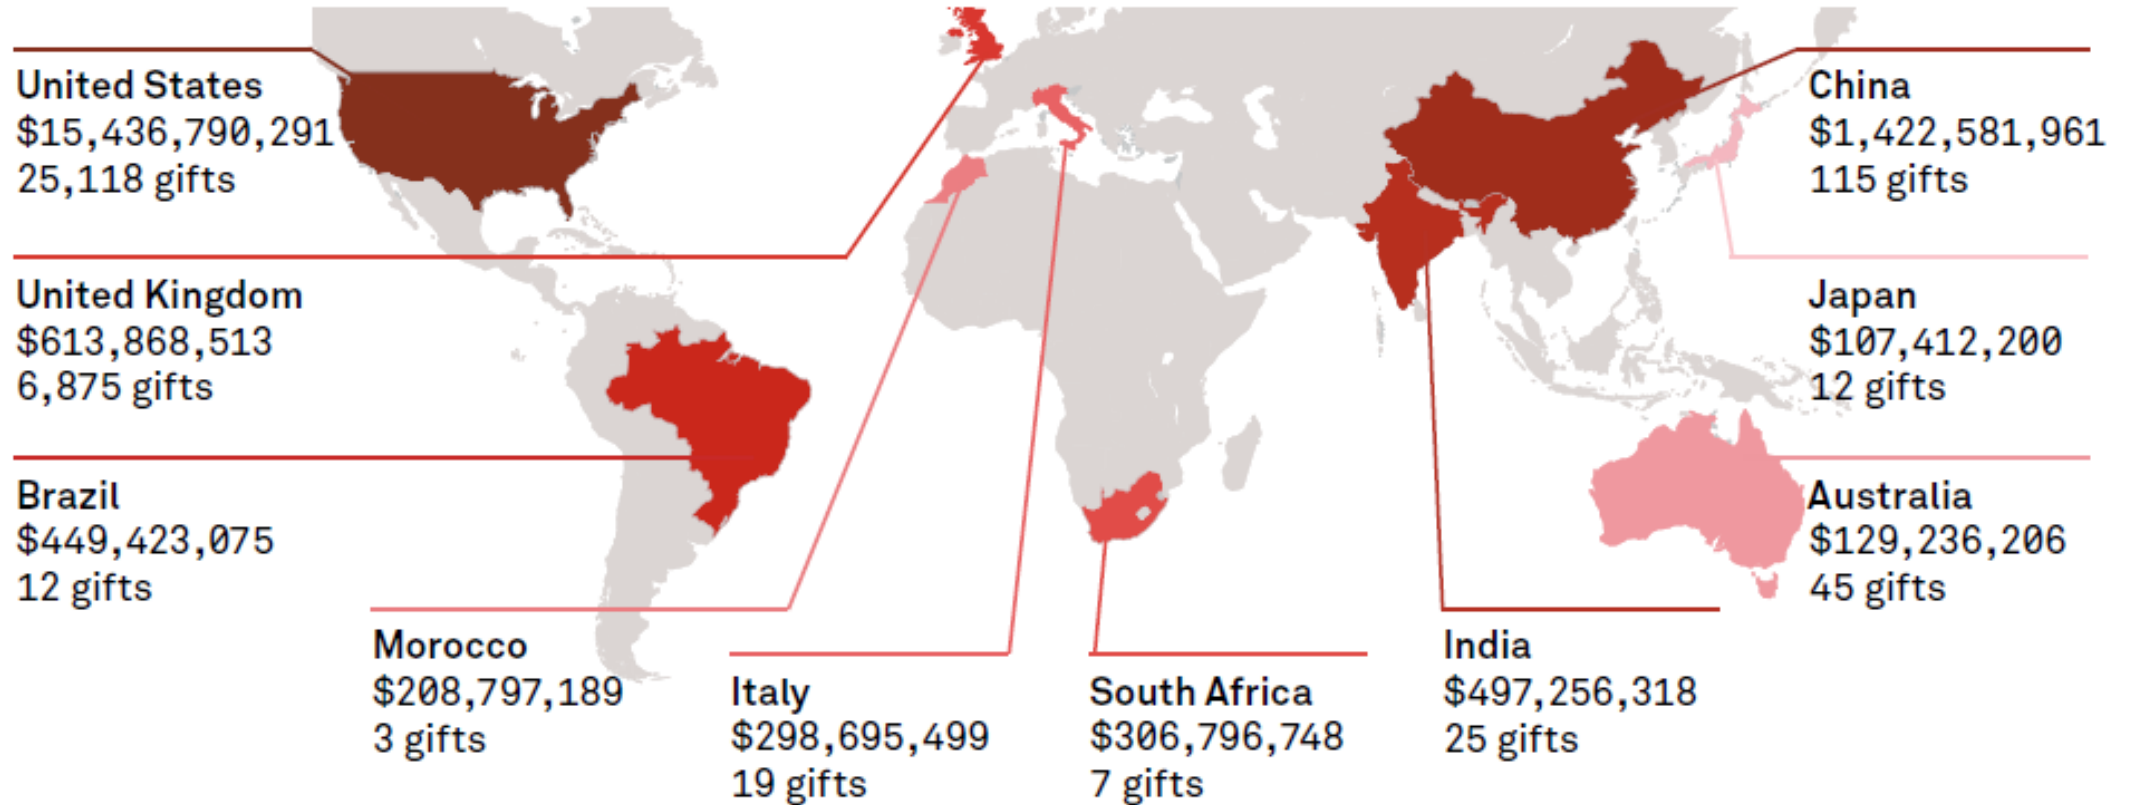 United States
$15,436,790,291
25,118 gifts
United Kingdom
$613,868,513
6,875 gifts
Brazil
$449,423,075
12 gifts
Morocco
$208,797,189
3 gifts
Italy
$298,695,499
19 gifts
South Africa
$306,796,748
7 gifts
India
$497,256,318
25 gifts
China
$1,422,581,961
115 gifts
Japan
$107,412,200
12 gifts
Australia
$129,236,206
45 gifts